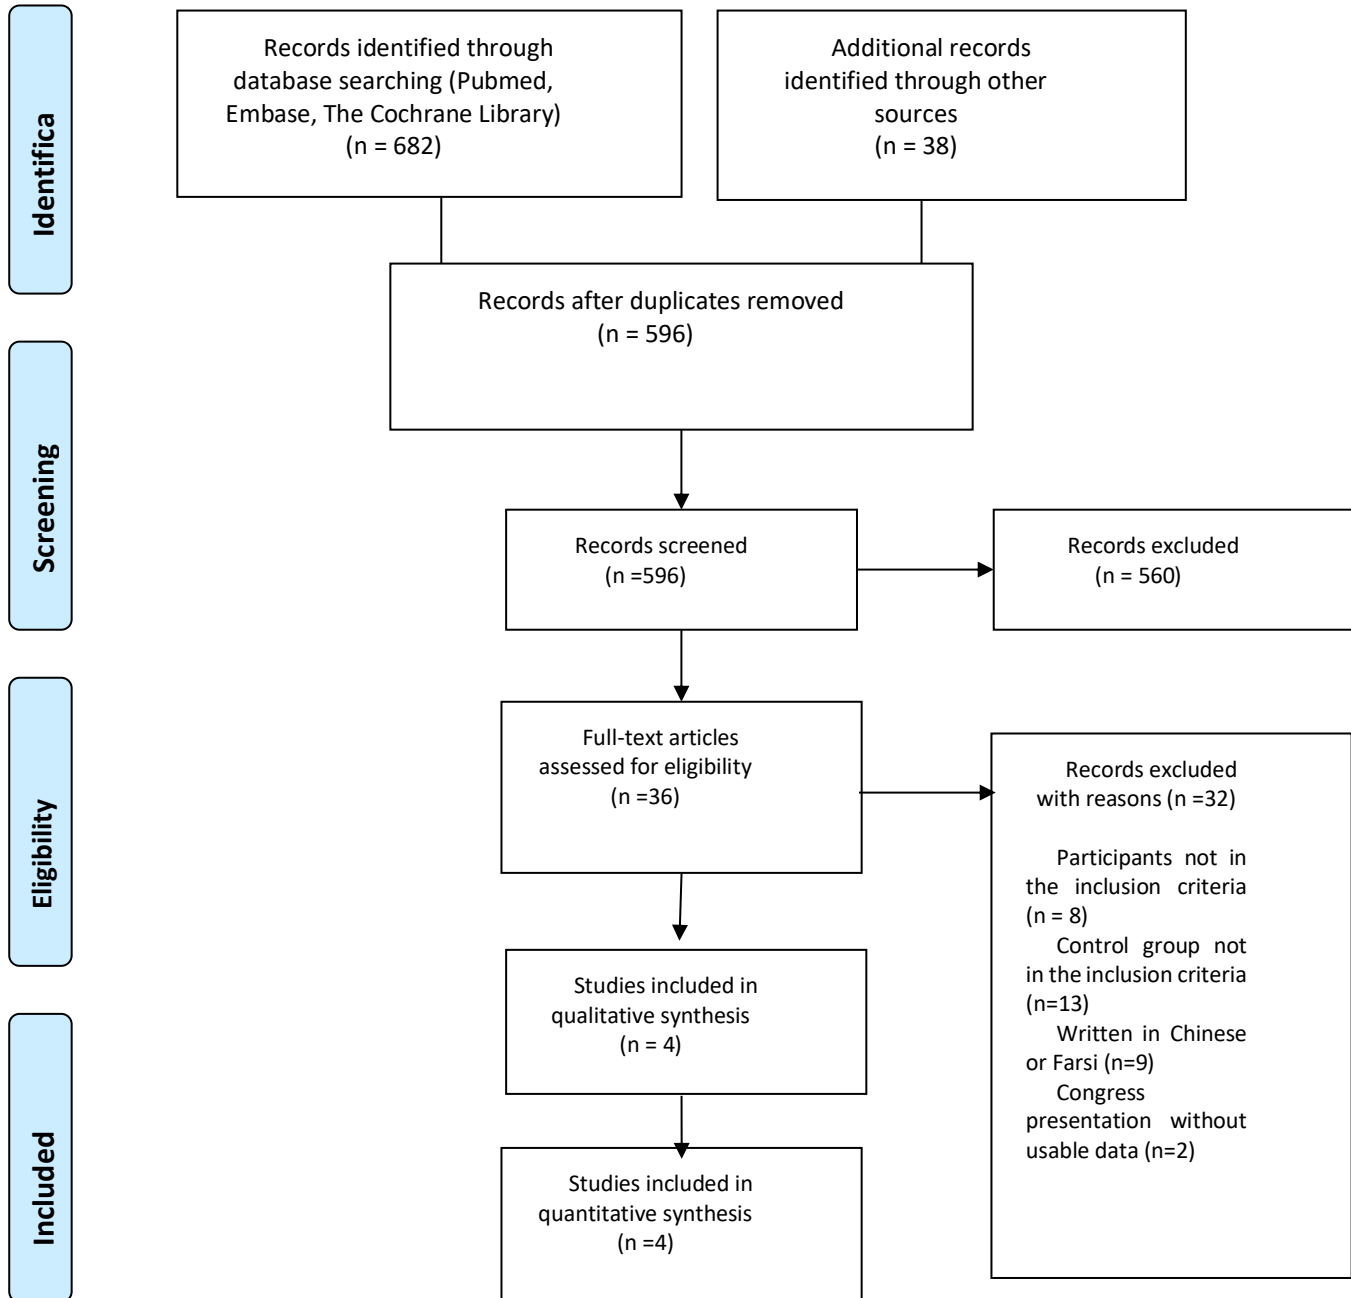 Identifica
Records identified through
database searching (Pubmed,
Embase, The Cochrane Library)
(n = 682)
Additional records
identified through other
sources
(n = 38)
Records after duplicates removed
(n = 596)
Screening
Records screened
(n =596)
Records excluded
(n = 560)
Eligibility
Full-text articles
assessed for eligibility
(n =36)
Records excluded
with reasons (n =32)
Participants not in
the inclusion criteria
(n = 8)
Control group not
in the inclusion criteria
(n=13)
Written in Chinese
or Farsi (n=9)
Congress
presentation without
usable data (n=2)
Studies included in
qualitative synthesis
(n = 4)
Included
Studies included in
quantitative synthesis
(n =4)